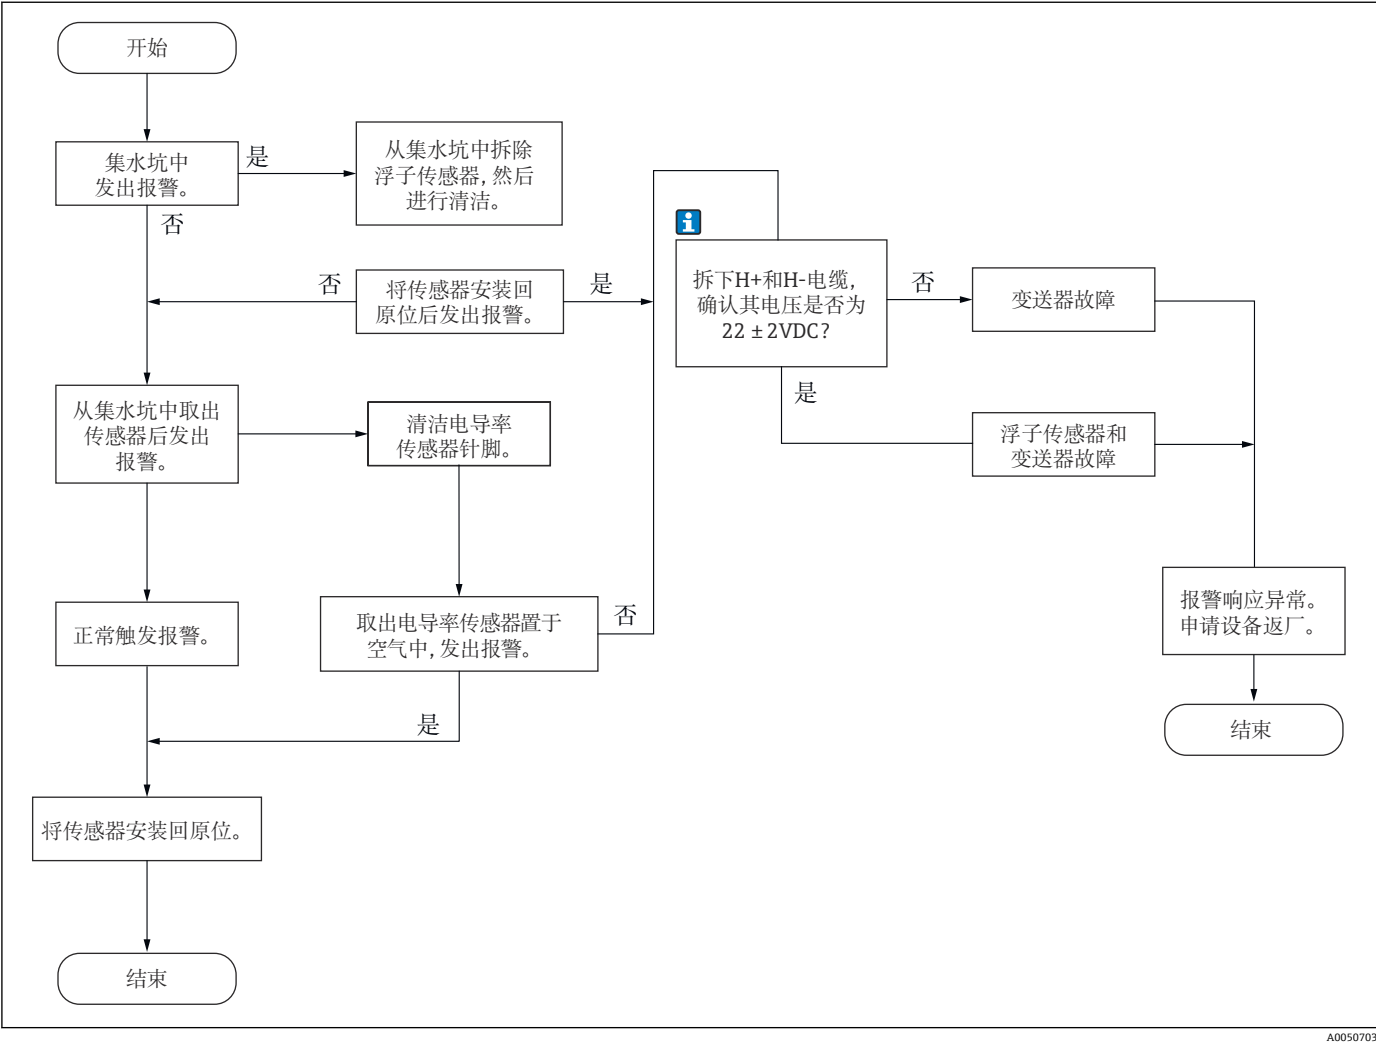 开始
集水坑中
发出报警。
是
从集水坑中拆除
浮子传感器,然后
进行清洁。
否
否
将传感器安装回
原位后发出报警。
是
i
拆下H+和H-电缆,
确认其电压是否为
22 ± 2VDC?
否
变送器故障
是
浮子传感器和
变送器故障
从集水坑中取出
传感器后发出
报警。
清洁电导率
传感器针脚。
正常触发报警。
取出电导率传感器置于
空气中,发出报警。
否
是
报警响应异常。
申请设备返厂。
结束
将传感器安装回原位。
结束
A0050703